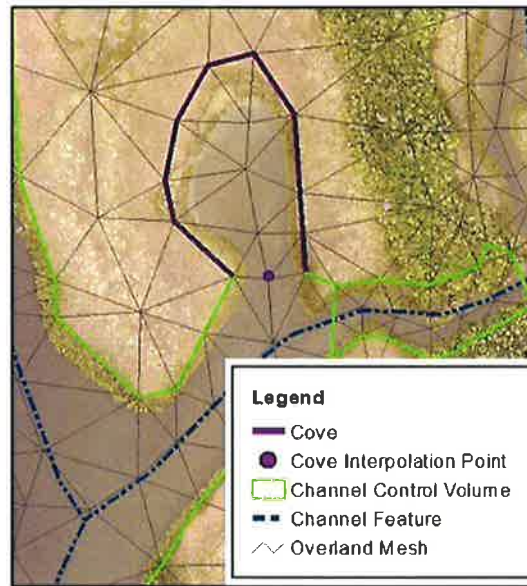 Legend
Cove
Cove Interpolation Point
Channel Control Volume
Channel Feature
Overland Mesh